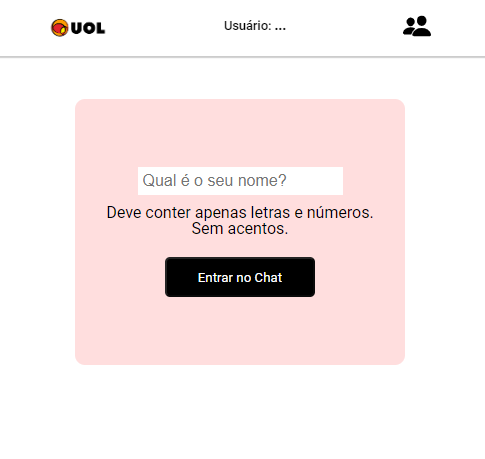 UOL
Usuário: ...
Qual é o seu nome?
Deve conter apenas letras e números.
Sem acentos.
Entrar no Chat